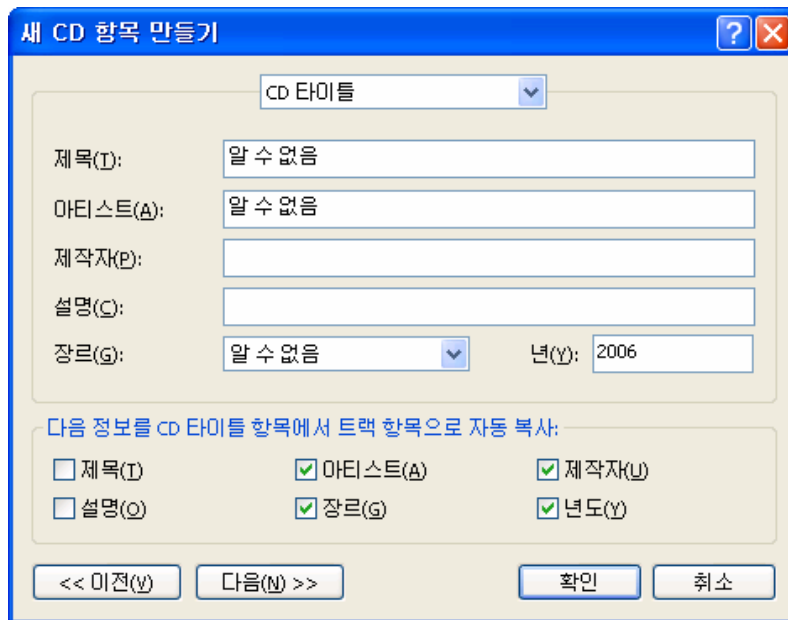 새 CD 항목 만들기
CD 타이틀
제목(T): 알 수 없음
아티스트(A): 알 수 없음
제작자(P):
설명(C):
장르(G): 알 수 없음 년(Y): 2006
다음 정보를 CD 타이틀 항목에서 트랙 항목으로 자동 복사:
제목(T) 아티스트(A) 제작자(U)
설명(O) 장르(G) 년도(Y)
<< 이전(V) 다음(N) >> 확인 취소